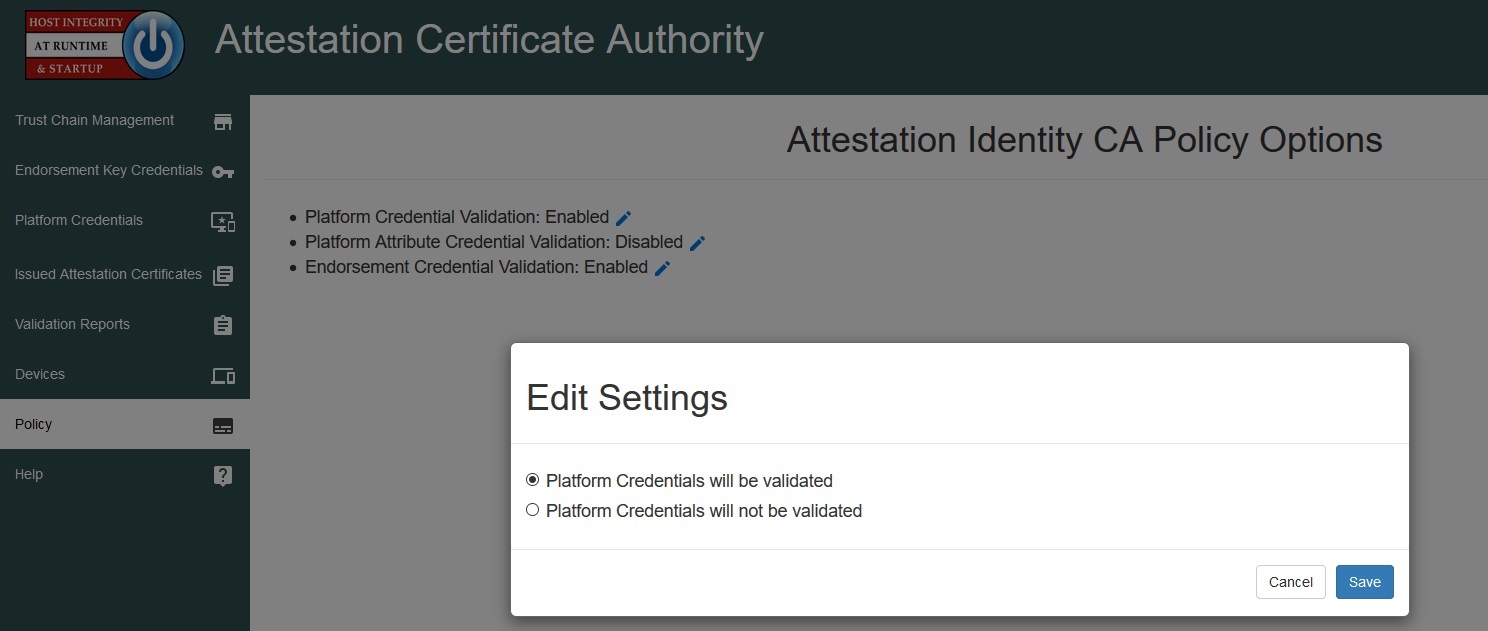 HOST INTEGRITY
AT RUNTIME
& STARTUP
Attestation Certificate Authority
Trust Chain Management
Endorsement Key Credentials
Platform Credentials
Issued Attestation Certificates
Validation Reports
Devices
Policy
Help
Attestation Identity CA Policy Options
Platform Credential Validation: Enabled
Platform Attribute Credential Validation: Disabled
Endorsement Credential Validation: Enabled
Edit Settings
Platform Credentials will be validated
Platform Credentials will not be validated
Cancel
Save